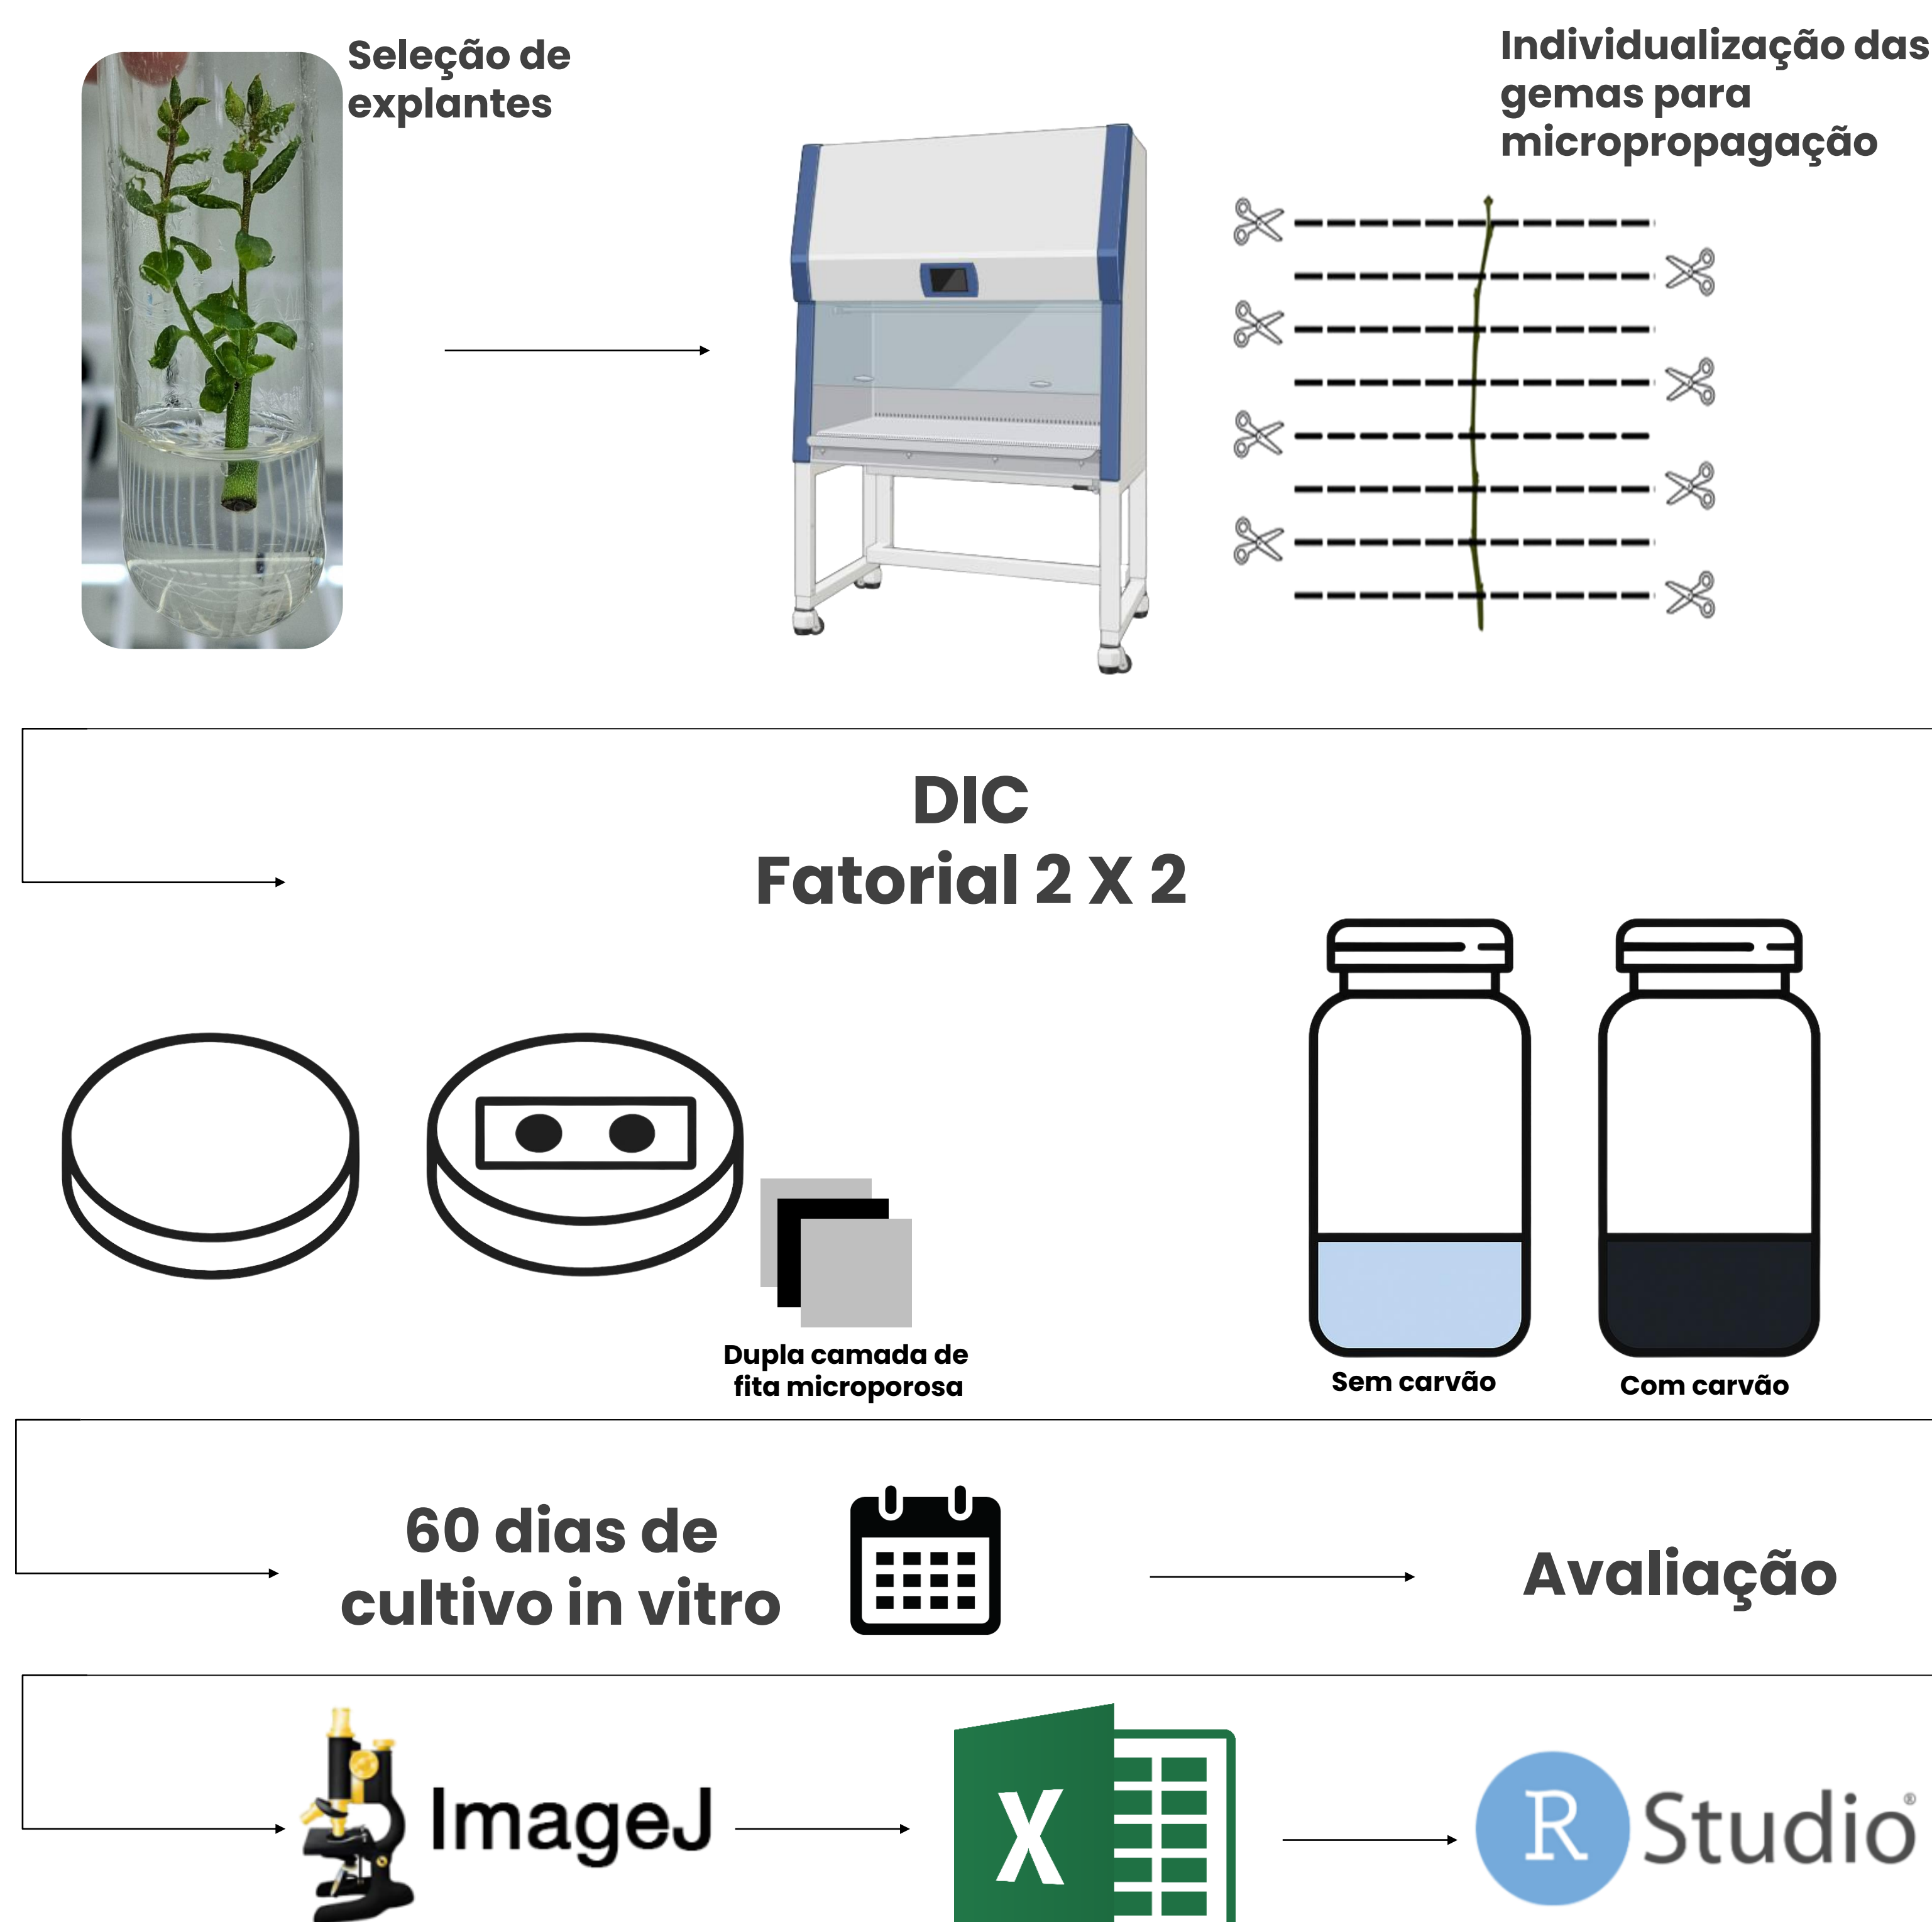 Seleção de
explantes
Individualização das
gemas para
micropropagação
DIC
Fatorial 2 X 2
Dupla camada de
fita microporosa
Sem carvão
Com carvão
60 dias de
cultivo in vitro
Avaliação
ImageJ
X
R Studio®